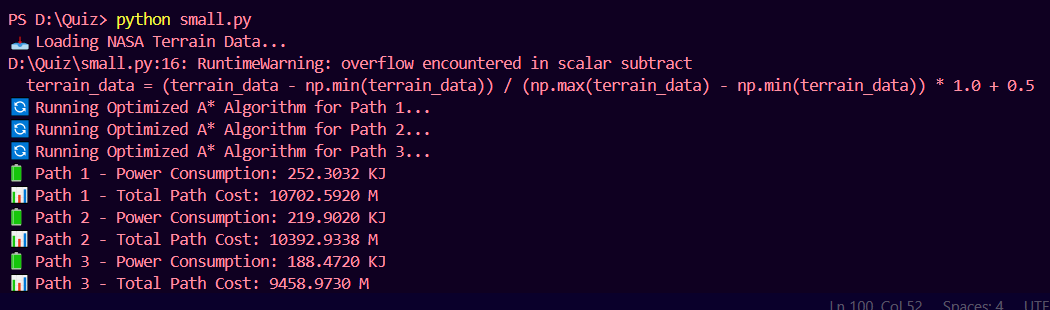 PS D:\Quiz> python small.py
📥 Loading NASA Terrain Data...
D:\Quiz\small.py:16: RuntimeWarning: overflow encountered in scalar subtract
  terrain_data = (terrain_data - np.min(terrain_data)) / (np.max(terrain_data) - np.min(terrain_data)) * 1.0 + 0.5
🔄 Running Optimized A* Algorithm for Path 1...
🔄 Running Optimized A* Algorithm for Path 2...
🔄 Running Optimized A* Algorithm for Path 3...
🔋 Path 1 - Power Consumption: 252.3032 KJ
📊 Path 1 - Total Path Cost: 10702.5920 M
🔋 Path 2 - Power Consumption: 219.9020 KJ
📊 Path 2 - Total Path Cost: 10392.9338 M
🔋 Path 3 - Power Consumption: 188.4720 KJ
📊 Path 3 - Total Path Cost: 9458.9730 M
Ln 100, Col 52 Spaces: 4 UTF